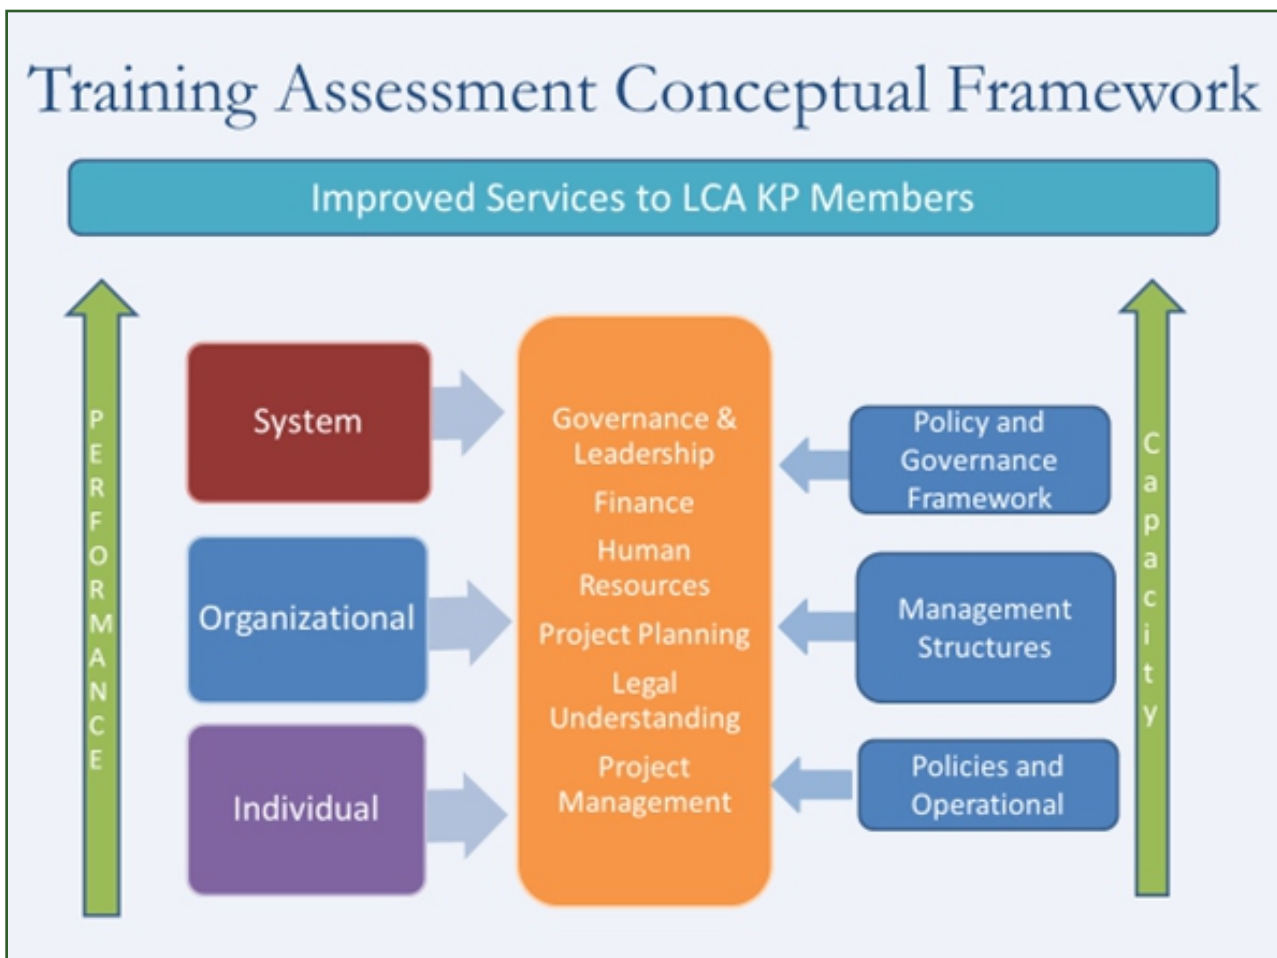 Training Assessment Conceptual Framework
Improved Services to LCA KP Members
PERFORMANCE
System
Organizational
Individual
Governance &
Leadership
Finance
Human
Resources
Project Planning
Legal
Understanding
Project
Management
Policy and
Governance
Framework
Management
Structures
Policies and
Operational
Capacity